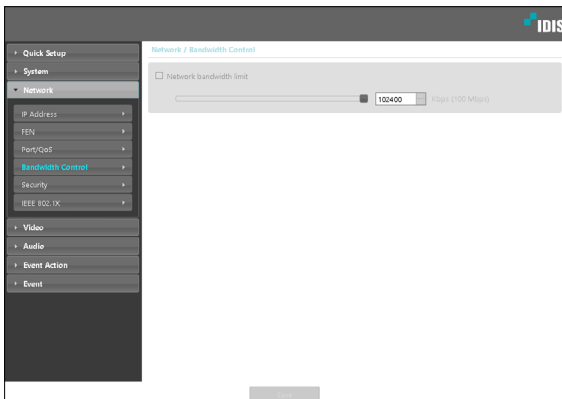 IDIS
Quick Setup
System
Network
IP Address
FEN
Port/QoS
Bandwidth Control
Security
IEEE 802.1X
Video
Audio
Event Action
Event
Network / Bandwidth Control
Network bandwidth limit
102400 Kbps (100 Mbps)
Save